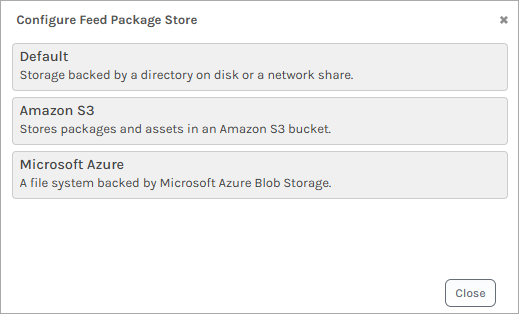 Configure Feed Package Store
Default
Storage backed by a directory on disk or a network share.
Amazon S3
Stores packages and assets in an Amazon S3 bucket.
Microsoft Azure
A file system backed by Microsoft Azure Blob Storage.
Close